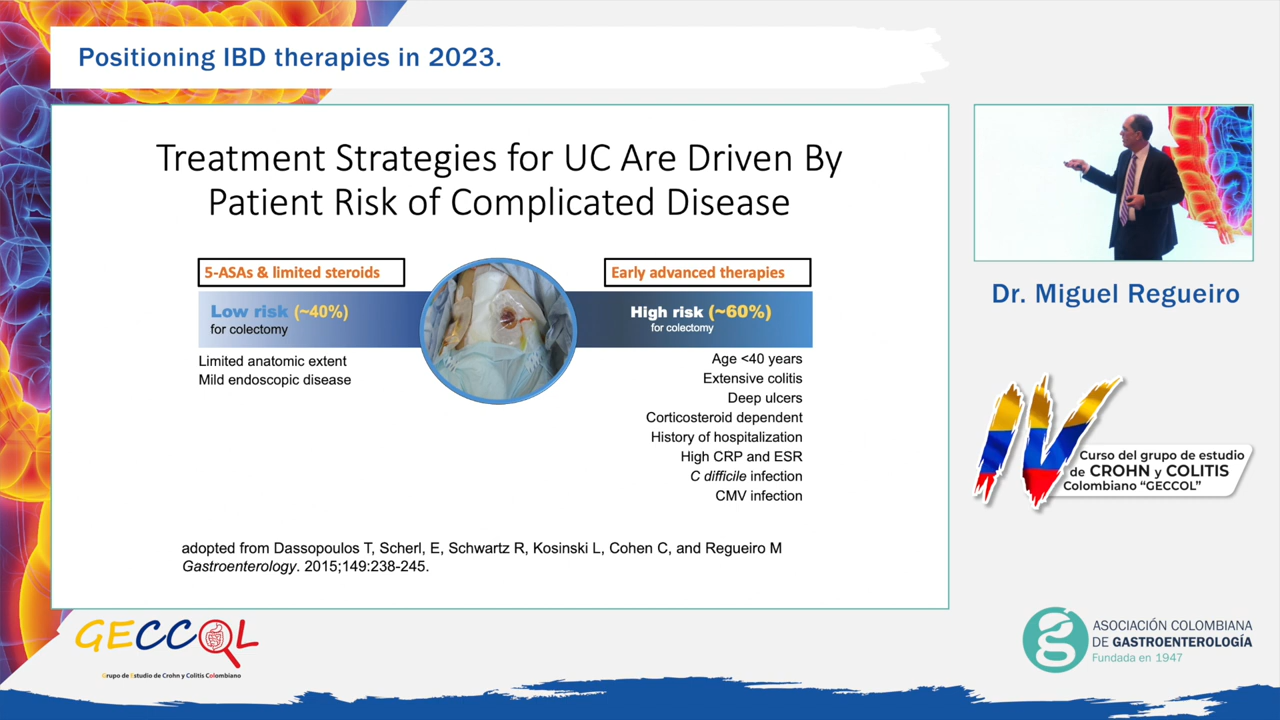 Positioning IBD therapies in 2023.
Treatment Strategies for UC Are Driven By
Patient Risk of Complicated Disease
5-ASAs & limited steroids
Low risk (~40%)
for colectomy
Limited anatomic extent
Mild endoscopic disease
Early advanced therapies
High risk (~60%)
for colectomy
Age <40 years
Extensive colitis
Deep ulcers
Corticosteroid dependent
History of hospitalization
High CRP and ESR
C difficile infection
CMV infection
adopted from Dassopoulos T, Scherl, E, Schwartz R, Kosinski L, Cohen C, and Regueiro M
Gastroenterology. 2015;149:238-245.
Dr. Miguel Regueiro
IV
Curso del grupo de estudio
de CROHN y COLITIS
Colombiano “GECCOL”
GECCOL
Grupo de Estudio de Crohn y Colitis Colombiano
ASOCIACIÓN COLOMBIANA
DE GASTROENTEROLOGÍA
Fundada en 1947